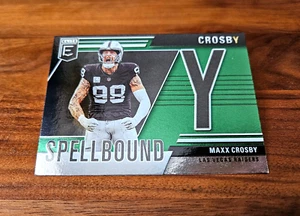 CROSBY
E
98
Y
SPELLBOUND
MAXX CROSBY
LAS VEGAS RAIDERS